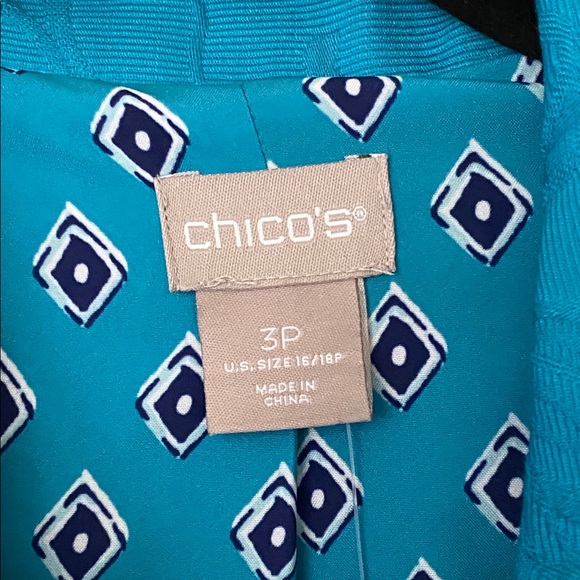 chico's®
3P
U.S. SIZE 16/18P
MADE IN
CHINA